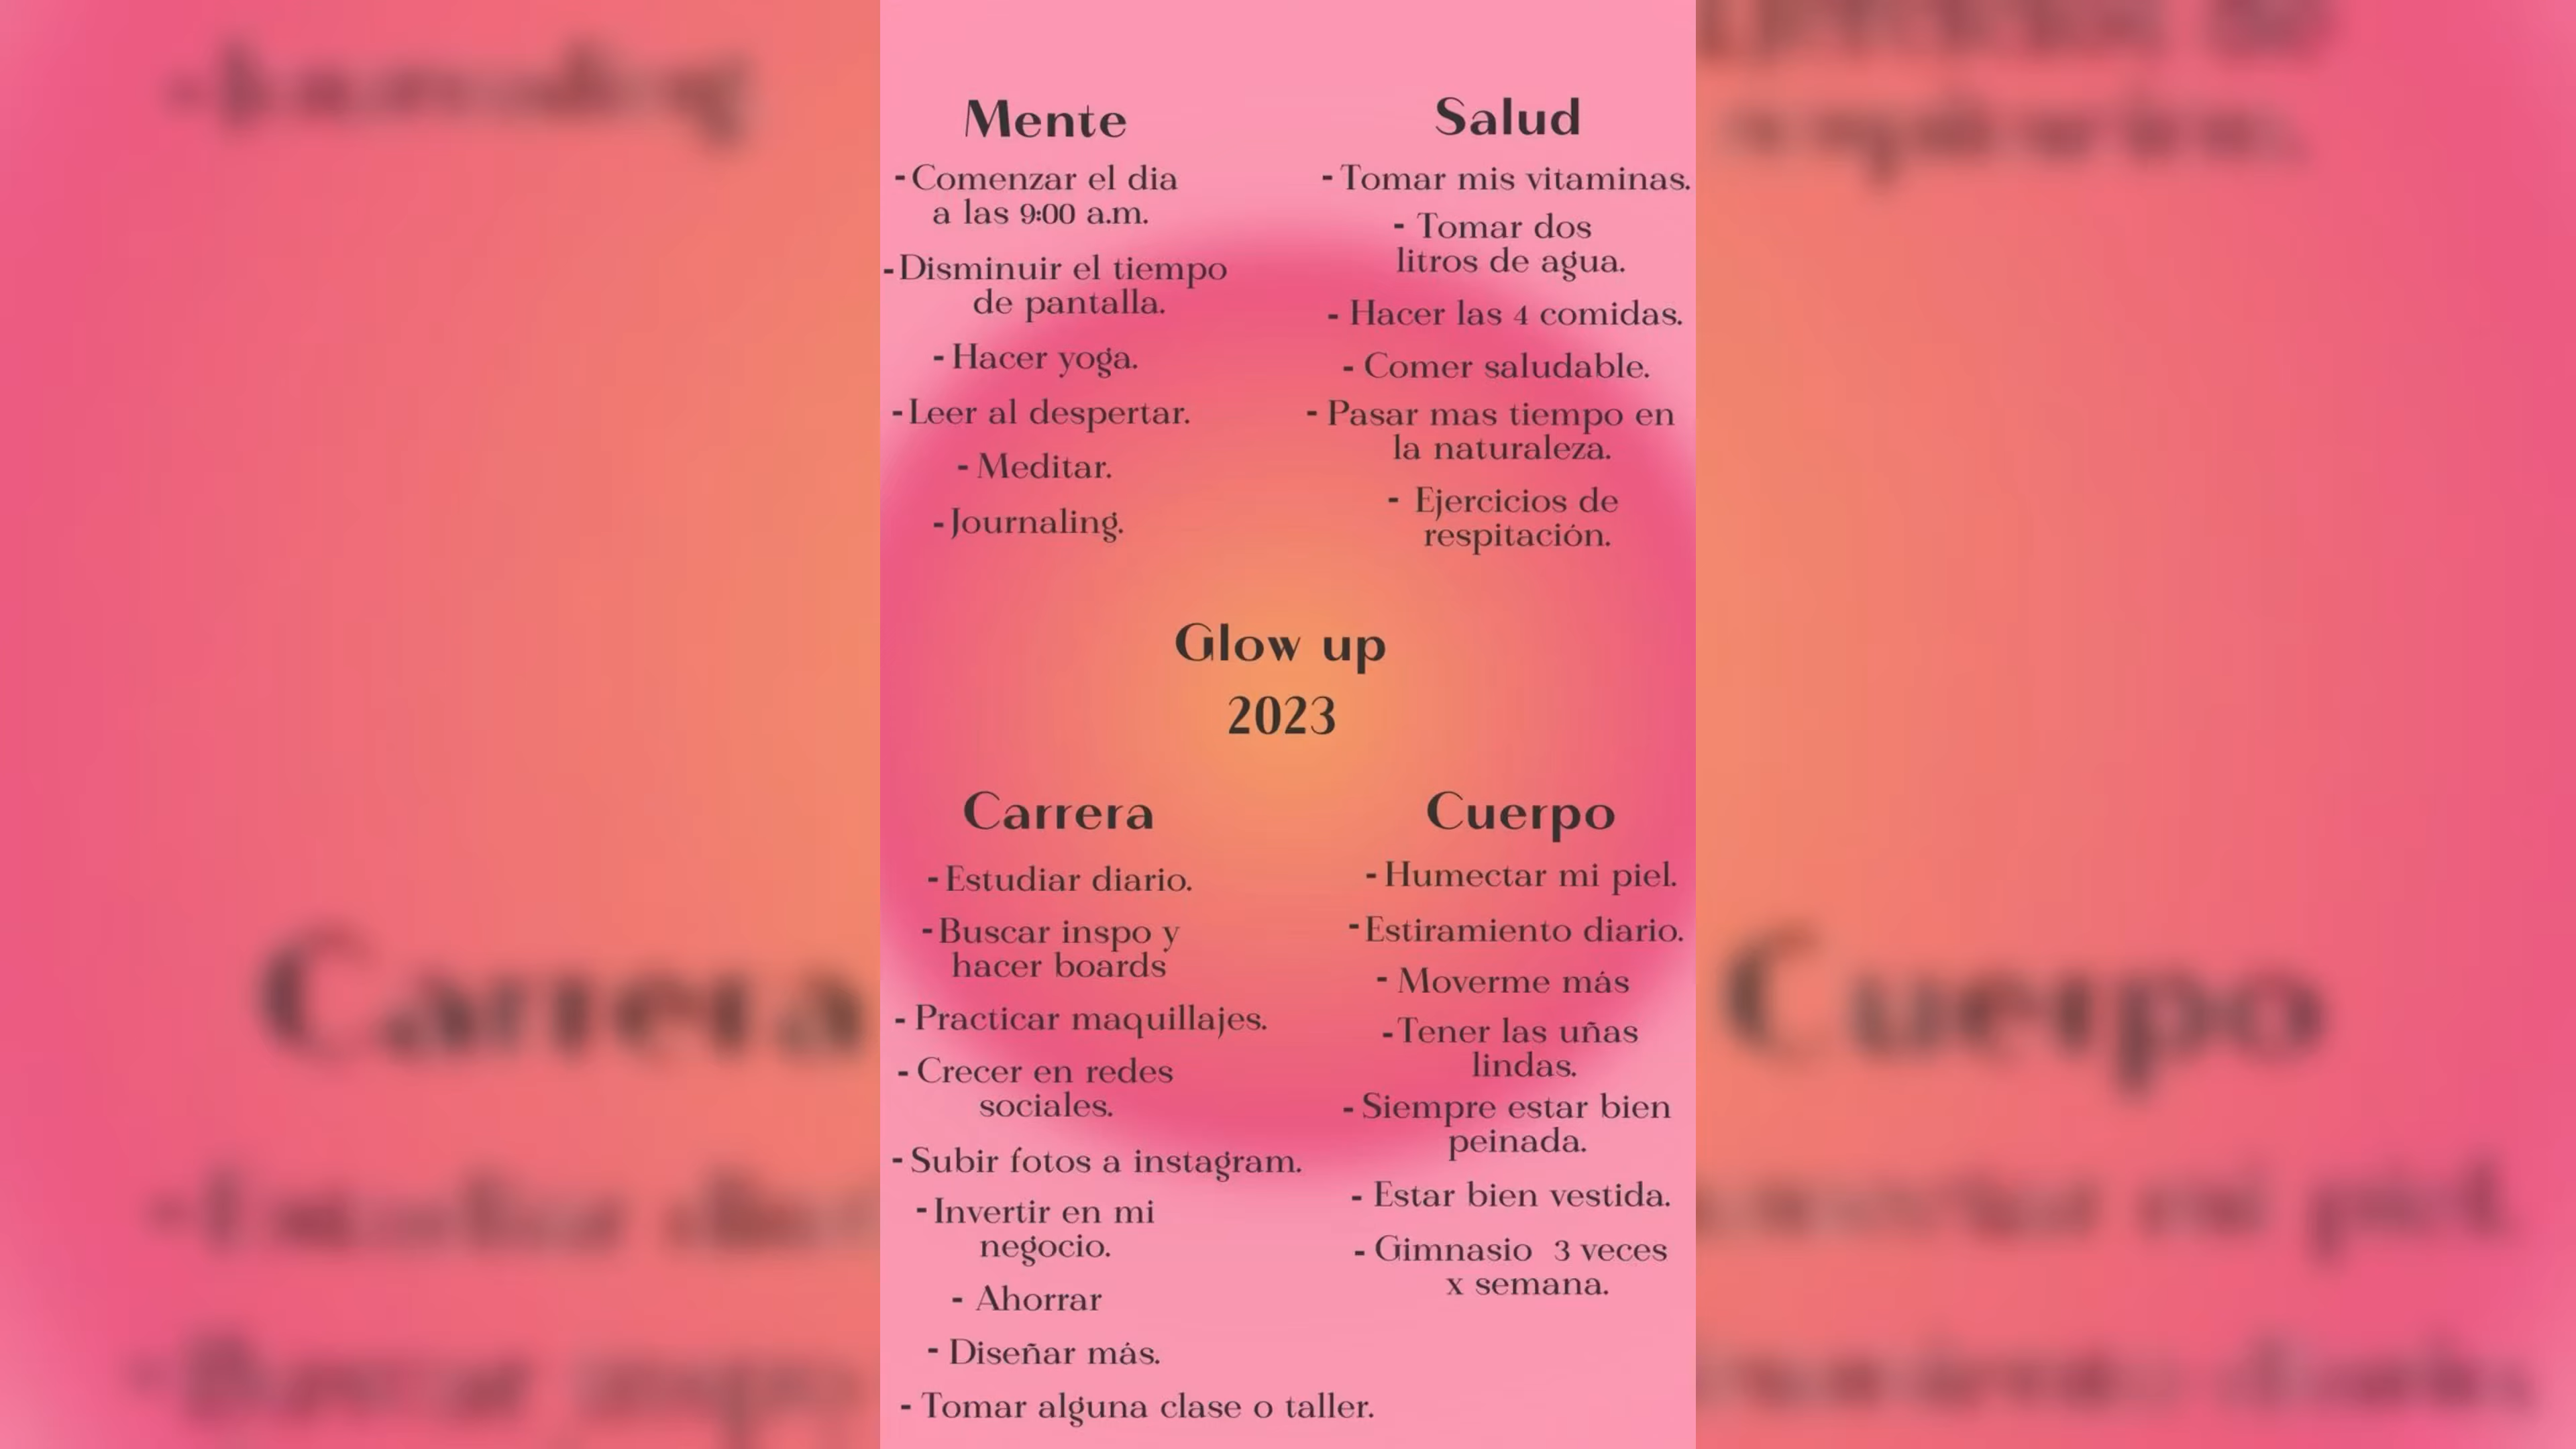 Mente
-Comenzar el dia
a las 9:00 a.m.
-Disminuir el tiempo
de pantalla.
-Hacer yoga.
-Leer al despertar.
-Meditar.
-Journaling.
Salud
-Tomar mis vitaminas.
- Tomar dos
litros de agua.
- Hacer las 4 comidas.
- Comer saludable.
- Pasar mas tiempo en
la naturaleza.
- Ejercicios de
respitación.
Glow up
2023
Carrera
-Estudiar diario.
-Buscar inspo y
hacer boards
- Practicar maquillajes.
- Crecer en redes
sociales.
-Subir fotos a instagram.
-Invertir en mi
negocio.
- Ahorrar
- Diseñar más.
- Tomar alguna clase o taller.
Cuerpo
-Humectar mi piel.
-Estiramiento diario.
- Moverme más
-Tener las uñas
lindas.
-Siempre estar bien
peinada.
- Estar bien vestida.
- Gimnasio 3 veces
x semana.
Carrera
Cuerpo